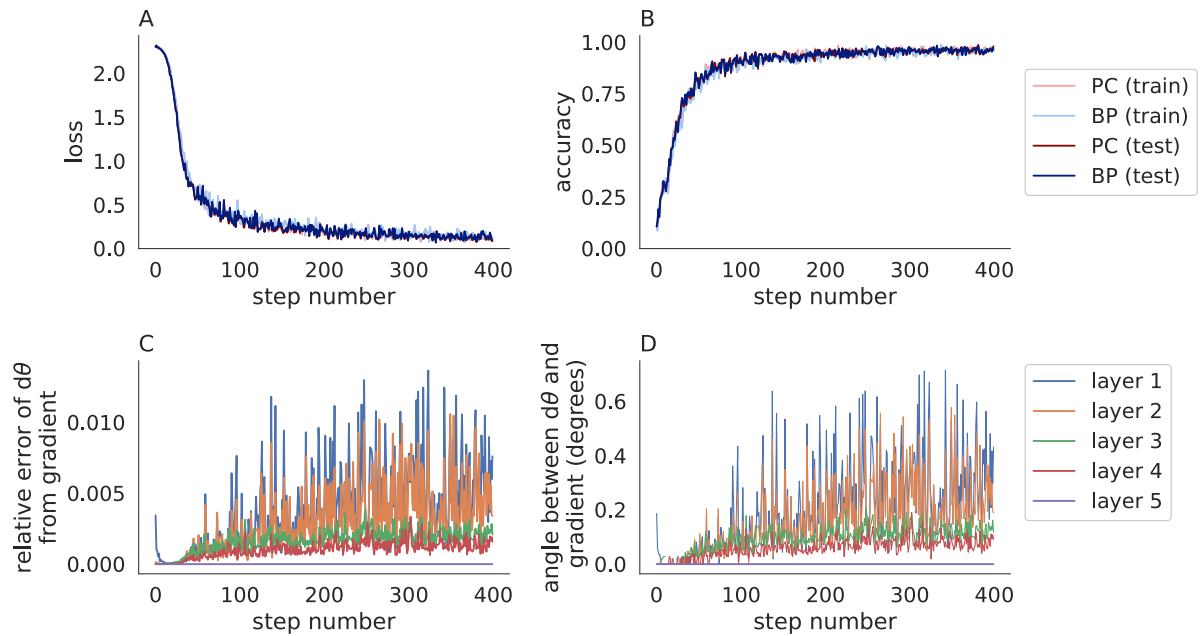 A
loss
2.0
1.5
1.0
0.5
0.0
0
100
200
300
400
step number
B
accuracy
1.00
0.75
0.50
0.25
0.00
0
100
200
300
400
step number
PC (train)
BP (train)
PC (test)
BP (test)
C
relative error of dθ
from gradient
0.010
0.005
0.000
0
100
200
300
400
step number
D
angle between dθ and
gradient (degrees)
0.6
0.4
0.2
0.0
0
100
200
300
400
step number
layer 1
layer 2
layer 3
layer 4
layer 5